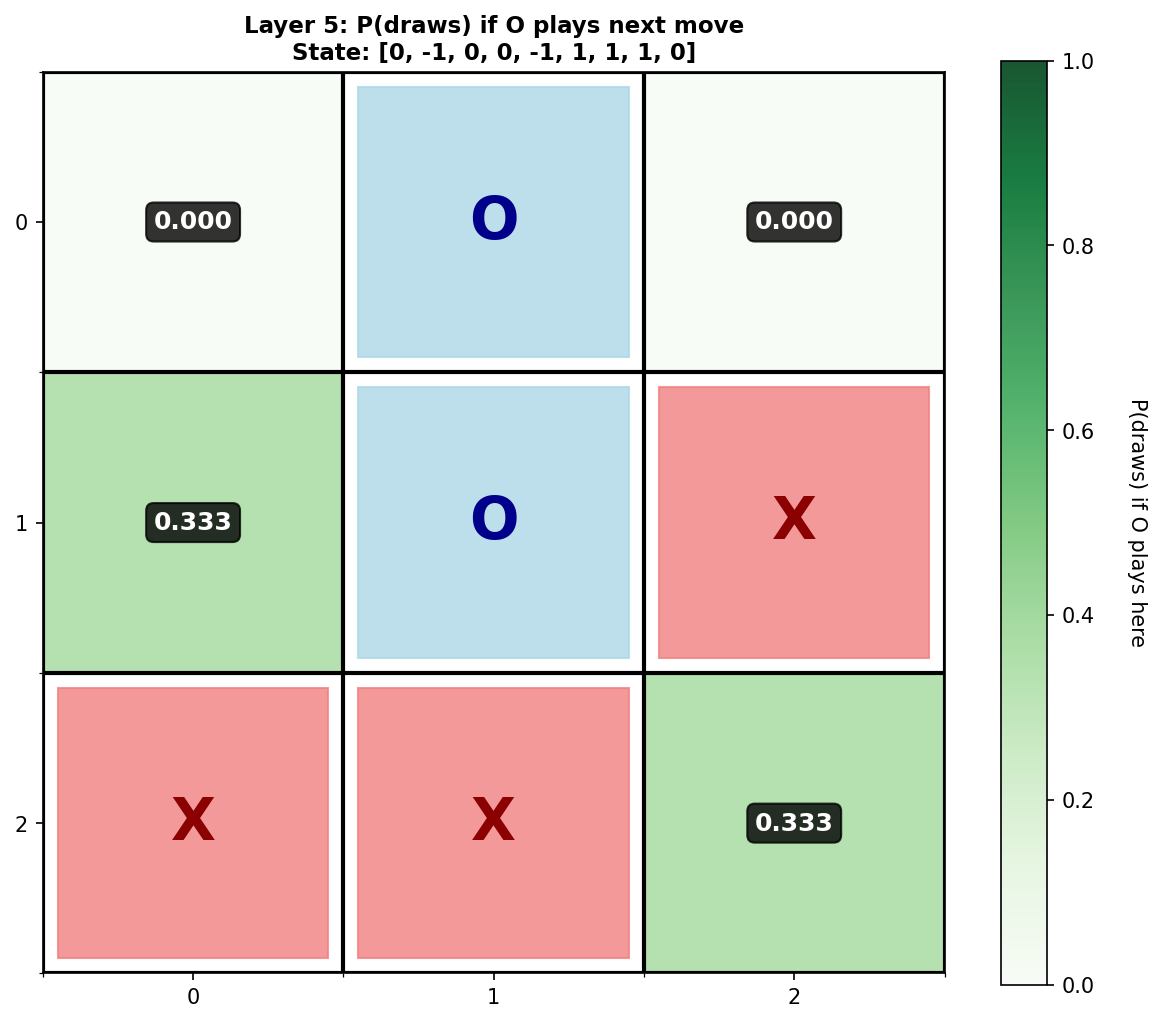 Layer 5: P(draws) if O plays next move
State: [0, -1, 0, 0, -1, 1, 1, 1, 0]
0.000 O 0.000
0.333 O X
X X 0.333
0
1
2
0 1 2
1.0
0.8
0.6
0.4
0.2
0.0
P(draws) if O plays here